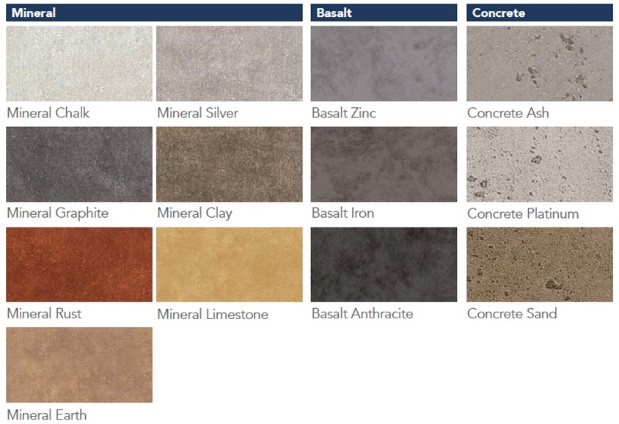 Mineral
Basalt
Concrete
Mineral Chalk
Mineral Silver
Basalt Zinc
Concrete Ash
Mineral Graphite
Mineral Clay
Basalt Iron
Concrete Platinum
Mineral Rust
Mineral Limestone
Basalt Anthracite
Concrete Sand
Mineral Earth